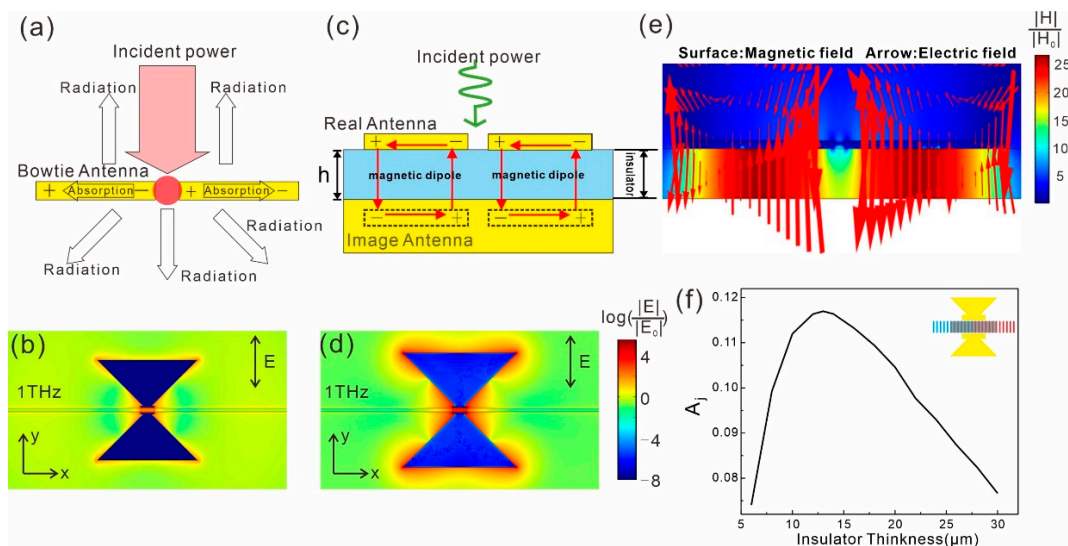 (a)
Incident power
Radiation
Radiation
Bowtie Antenna
+ Absorption − + Absorption −
Radiation
Radiation
Radiation
(b)
E
1THz
y
x
(c)
Incident power
Real Antenna
+ − + −
h
magnetic dipole
magnetic dipole
Insulator
− + − +
Image Antenna
(d)
E
1THz
y
x
log(|E|/|E₀|)
4
0
−4
−8
(e)
|H|
|H₀|
Surface:Magnetic field Arrow:Electric field
25
20
15
10
5
(f)
0.12
0.11
0.10
0.09
0.08
Aⱼ
5 10 15 20 25 30
Insulator Thinkness(μm)